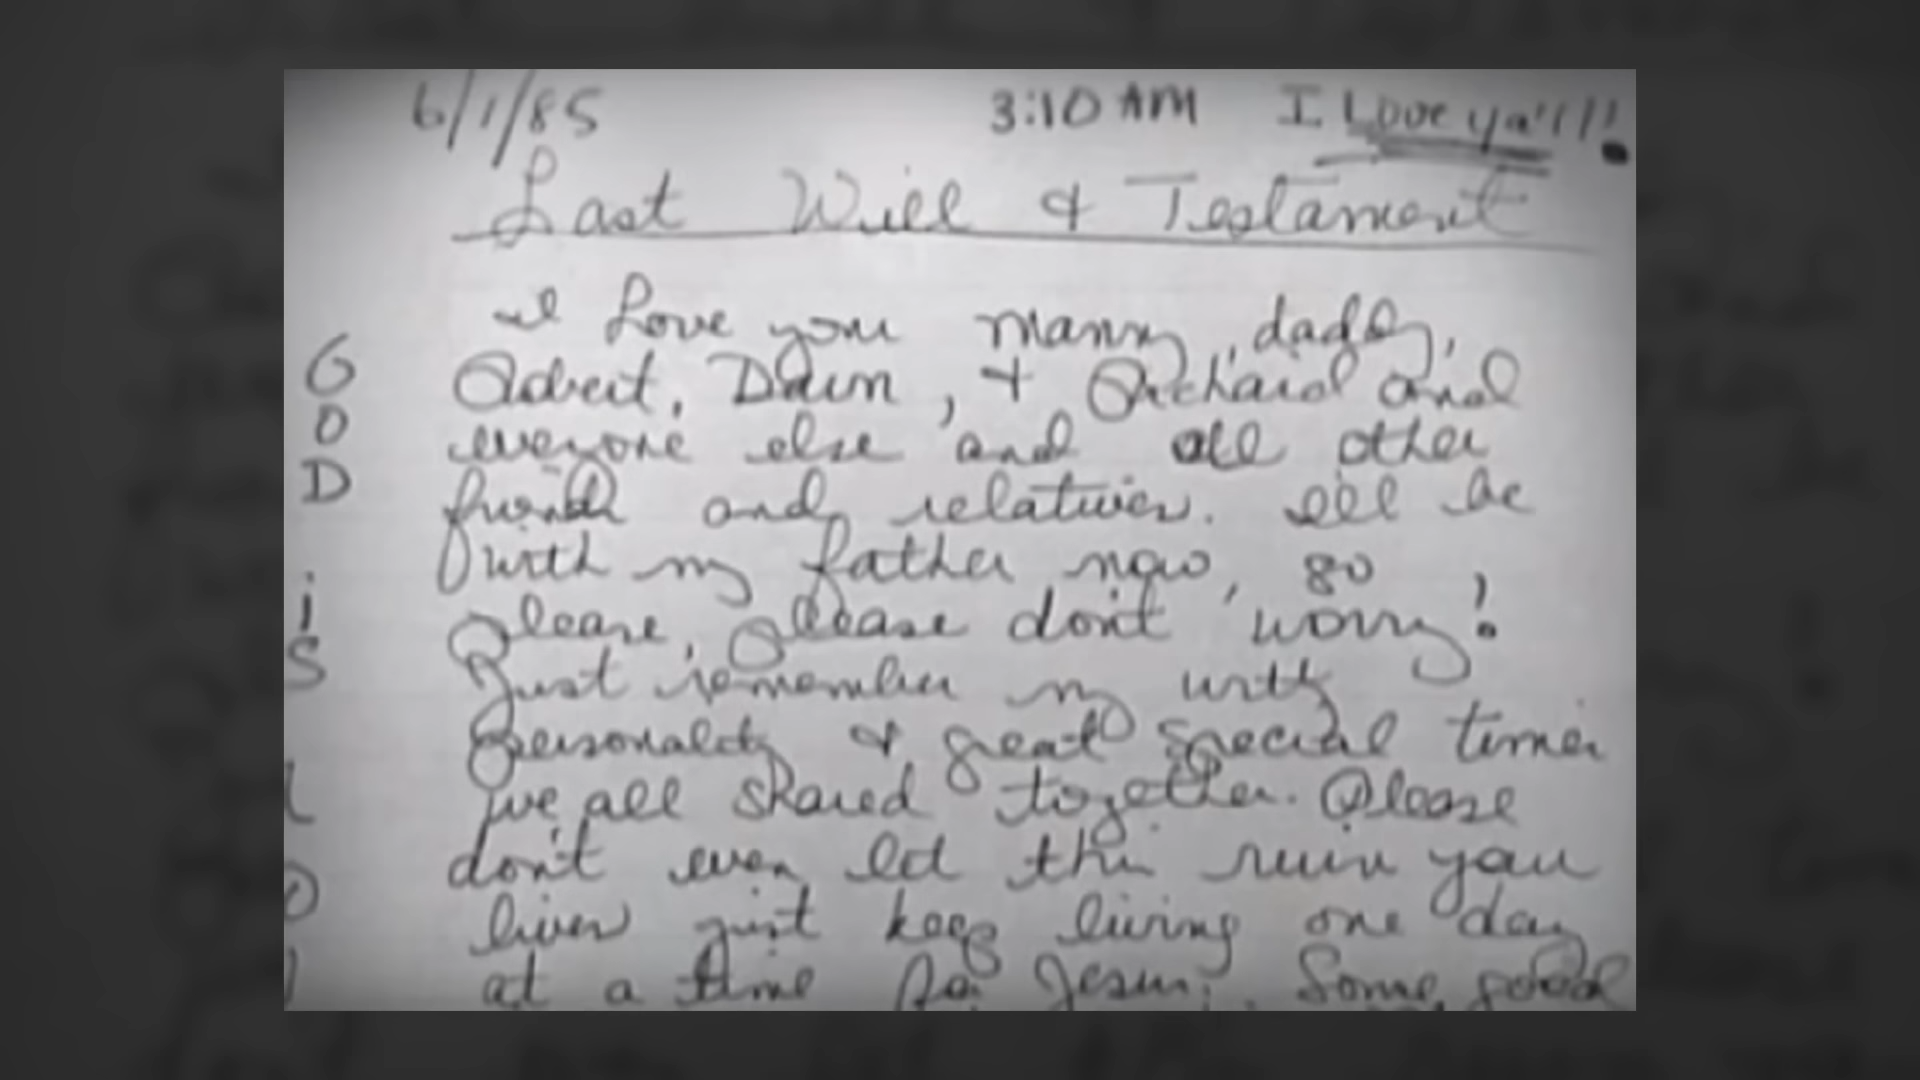 6/1/85 3:10 AM I Love ya'll!!
Last Will & Testament
I Love you mamy, daddy,
Robert, Dawn, & Richard and
everyone else and all other
friends and relatives. I'll be
with my father now, so
please, please don't worry!
Just remember my witty
personality & great special times
we all shared together. Please
don't even let this ruin your
lives just keep living one day
at a time for Jesus. Some good
G
O
D
i
S
L
O